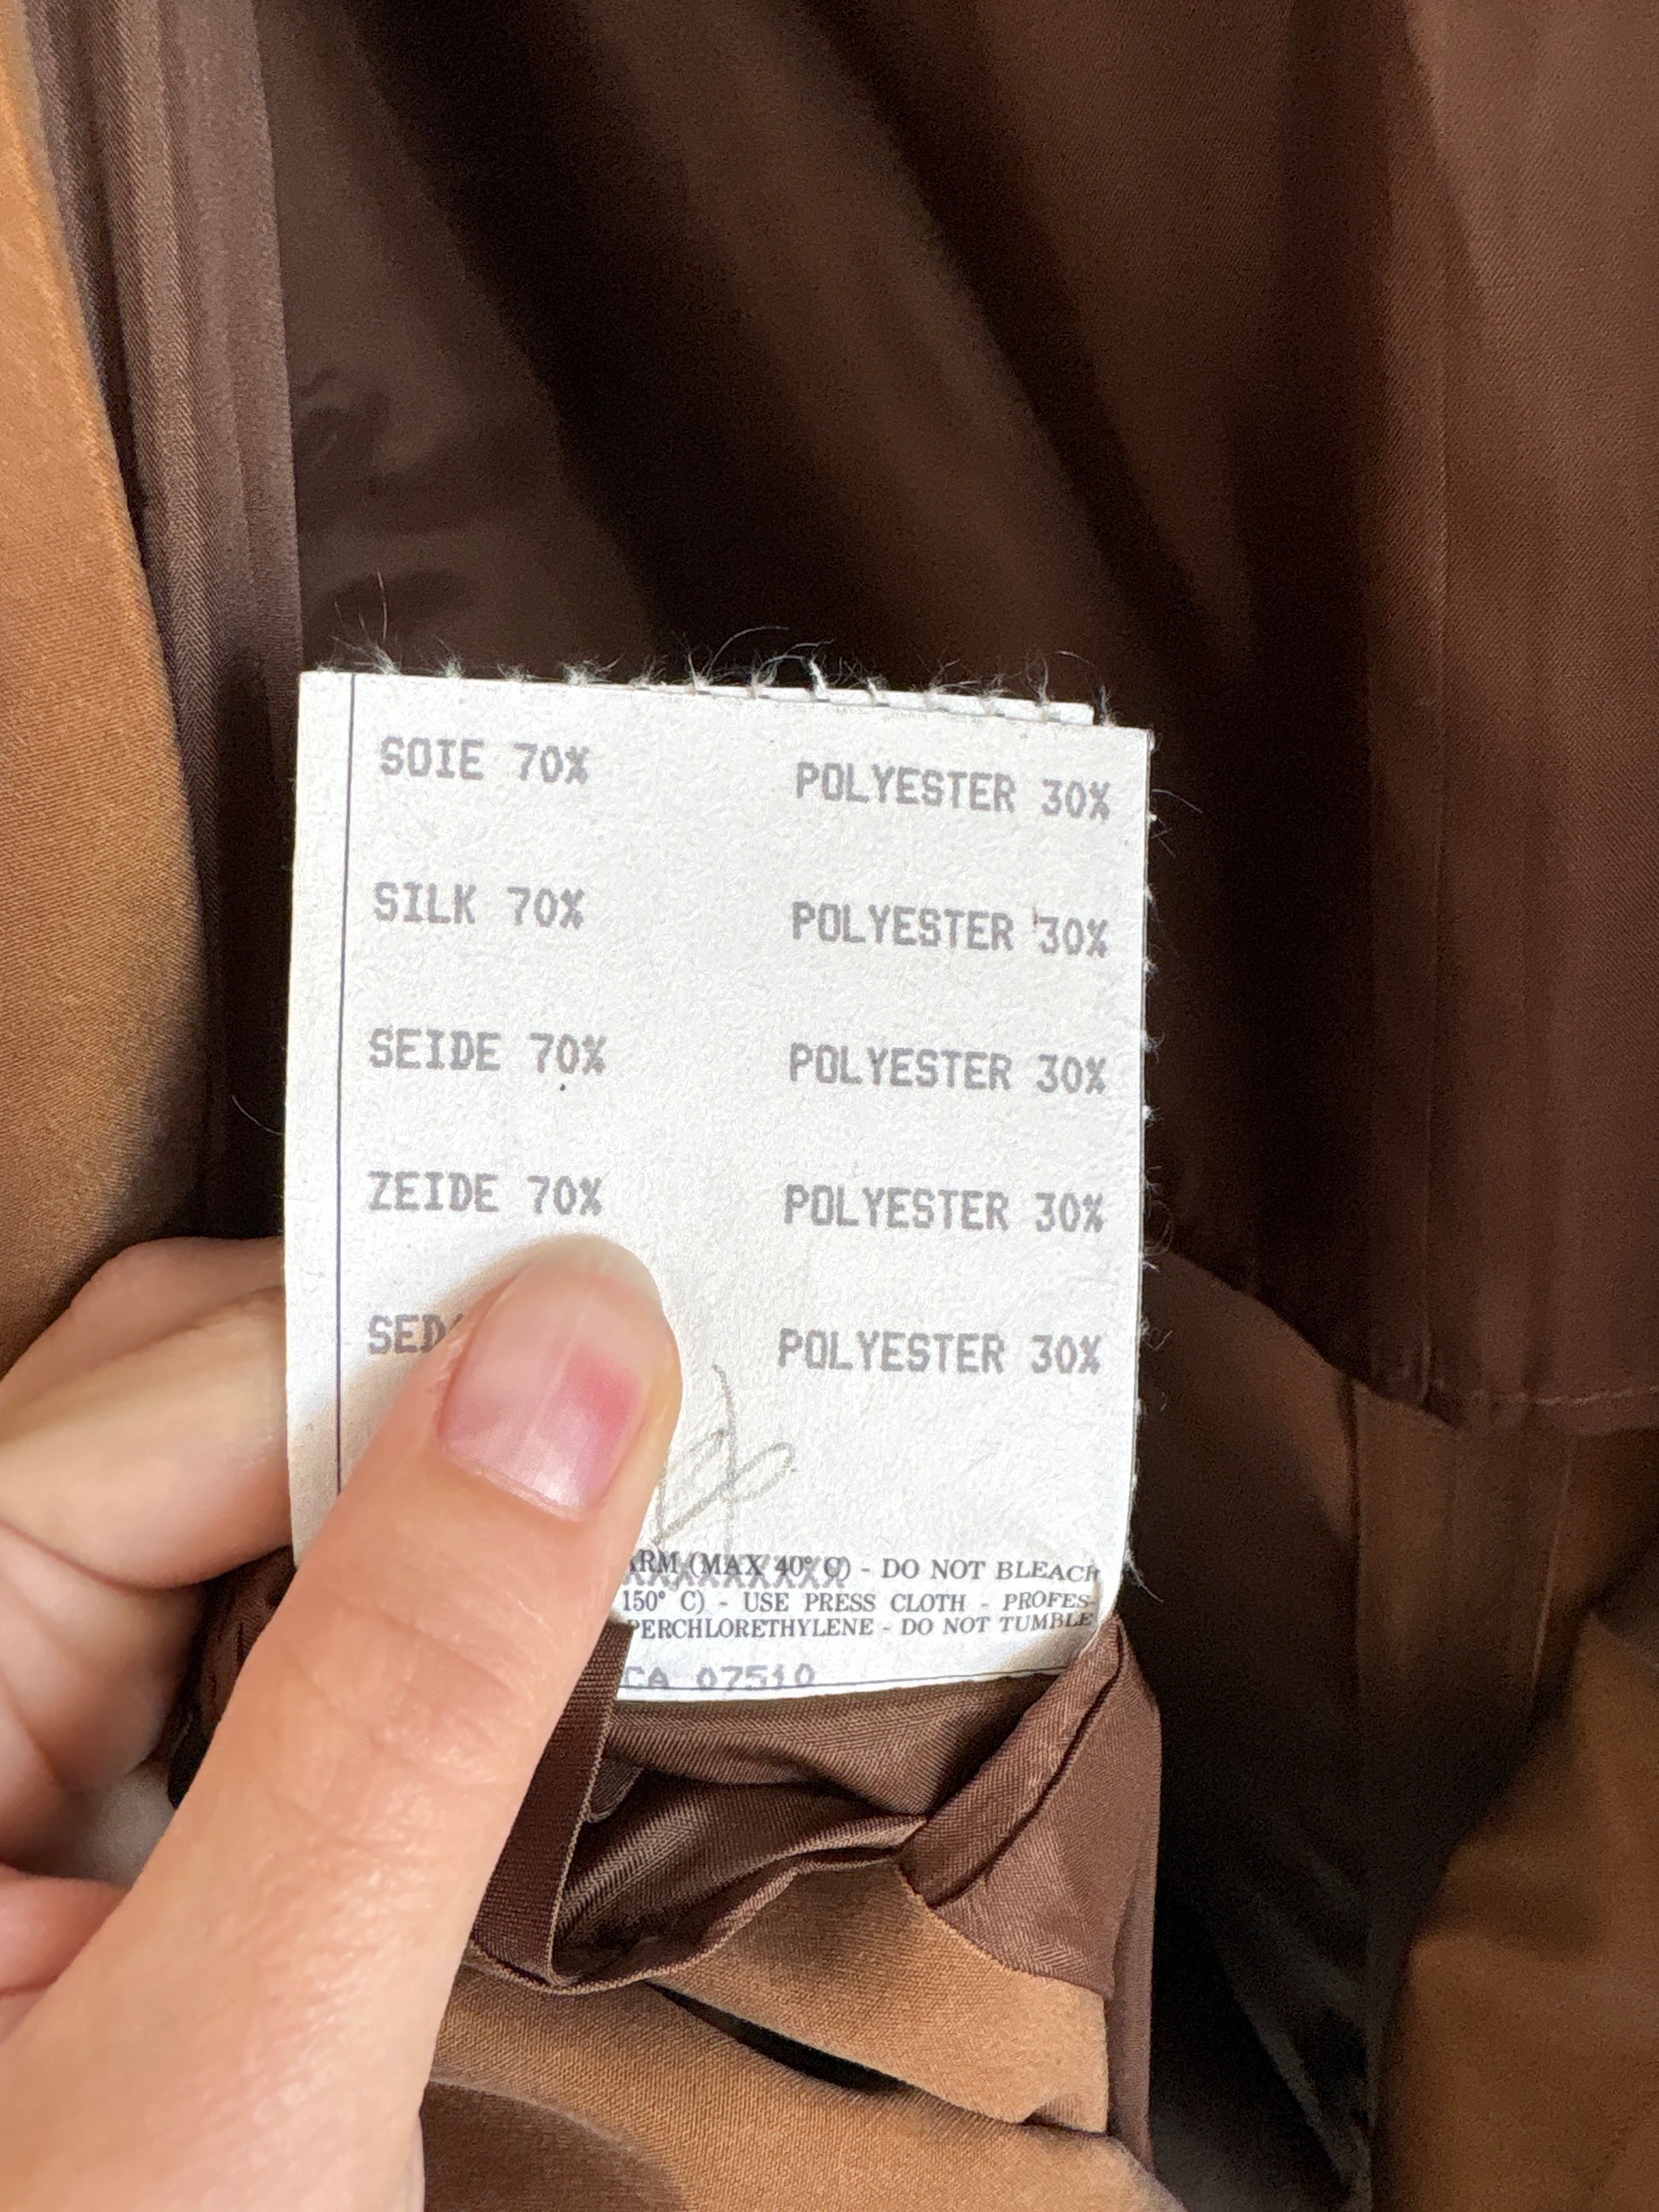 SOIE 70% POLYESTER 30%
SILK 70% POLYESTER 30%
SEIDE 70% POLYESTER 30%
ZEIDE 70% POLYESTER 30%
POLYESTER 30%
(MAX 40° C) - DO NOT BLEACH
150° C) - USE PRESS CLOTH - PROFES-
PERCHLORETHYLENE - DO NOT TUMBLE
CA 07510